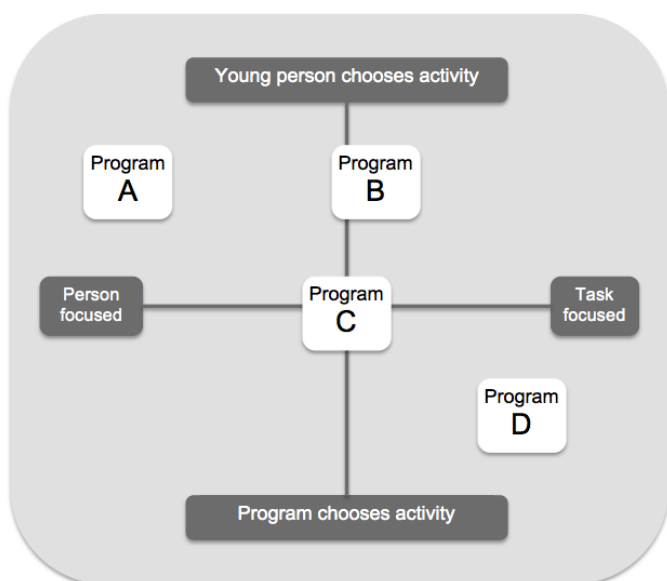 Young person chooses activity
Program
A
Program
B
Person
focused
Program
C
Task
focused
Program
D
Program chooses activity